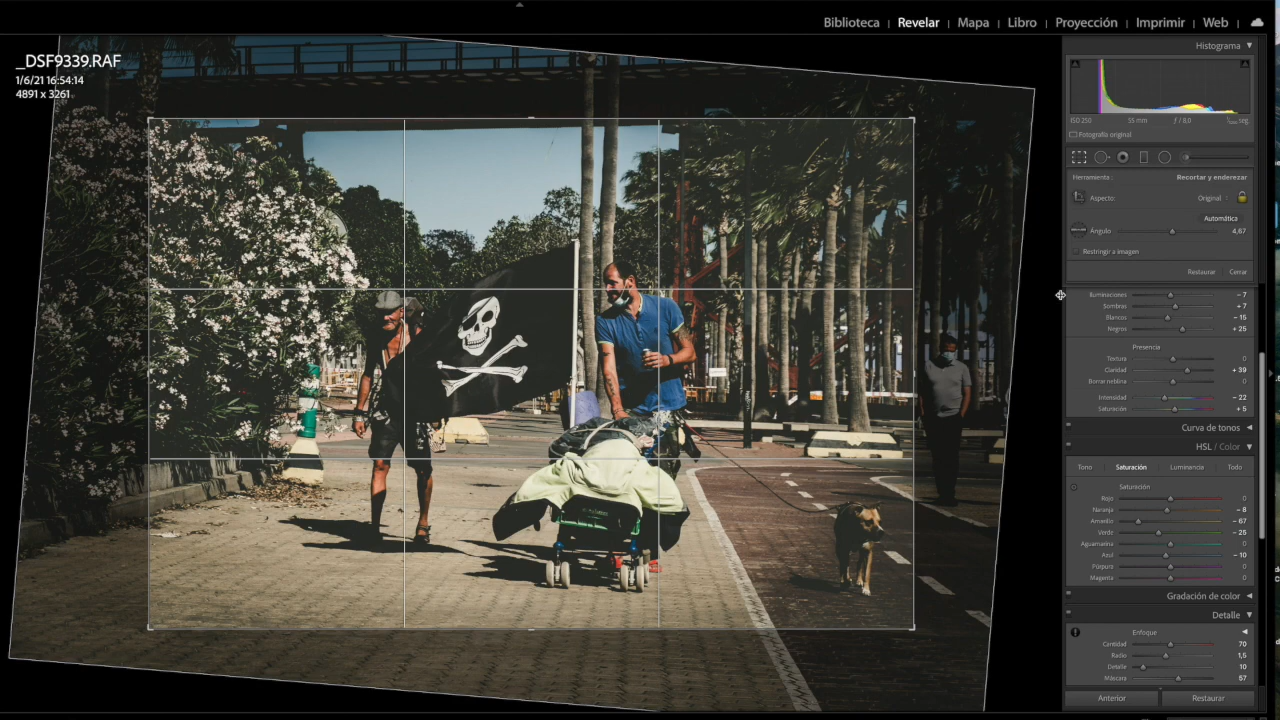 Biblioteca | Revelar | Mapa | Libro | Proyección | Imprimir | Web |
_DSF9339.RAF
1/6/21 16:54:14
4891 x 3261
Histograma
ISO 250 55 mm ƒ / 8,0 seg.
Fotografía original
Herramienta : Recortar y enderezar
Aspecto: Original
Automática
Ángulo 4,67
Restringir a imagen
Restaurar Cerrar
Iluminaciones - 7
Sombras + 7
Blancos - 15
Negros + 25
Presencia
Textura 0
Claridad + 39
Borrar neblina 0
Intensidad - 22
Saturación + 5
Curva de tonos
HSL / Color
Tono Saturación Luminancia Todo
Saturación
Rojo 0
Naranja - 8
Amarillo - 67
Verde - 25
Aguamarina 0
Azul - 10
Púrpura 0
Magenta 0
Gradación de color
Detalle
Enfoque
Cantidad 70
Radio 1,5
Detalle 10
Máscara 57
Anterior Restaurar